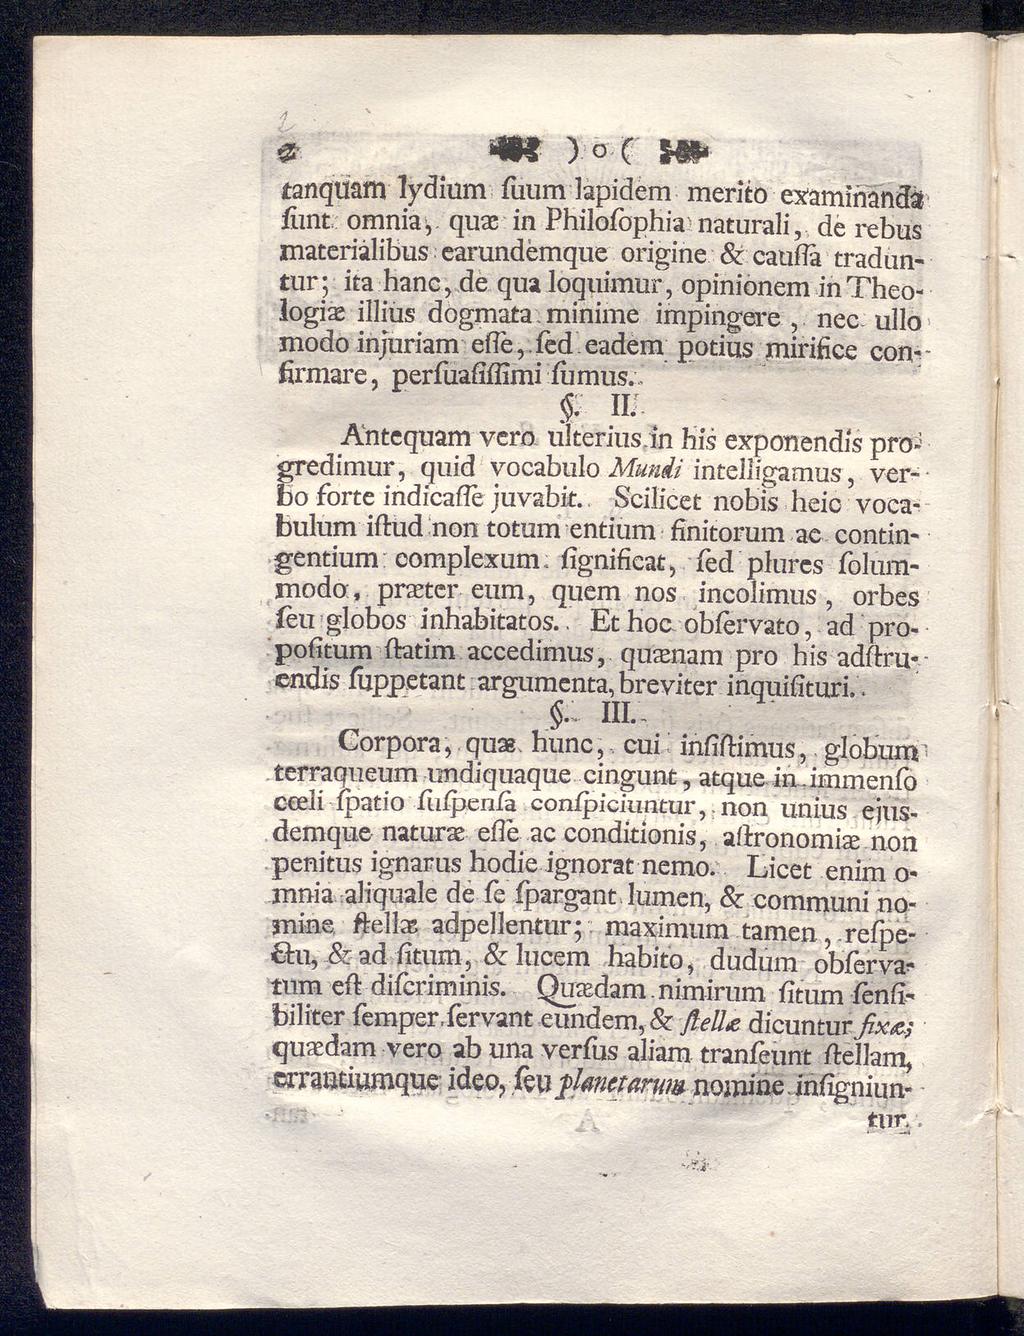 2
2 ) o (
tanquam lydium ſuum lapidem merito examinanda
ſunt omnia, quæ in Philoſophia naturali, de rebus
materialibus earundemque origine & cauſſa tradun-
tur; ita hanc, de qua loquimur, opinionem in Theo-
logiæ illius dogmata minime impingere, nec ullo
modo injuriam eſſe, ſed eadem potius mirifice con-
firmare, perſuaſiſſimi ſumus.
§. II.
Antequam vero ulterius in his exponendis pro-
gredimur, quid vocabulo Mundi intelligamus, ver-
bo forte indicaſſe juvabit. Scilicet nobis heic voca-
bulum iſtud non totum entium finitorum ac contin-
gentium complexum ſignificat, ſed plures ſolum-
modo, præter eum, quem nos incolimus, orbes
ſeu globos inhabitatos. Et hoc obſervato, ad pro-
poſitum ſtatim accedimus, quænam pro his adſtru-
endis ſuppetant argumenta, breviter inquiſituri.
§. III.
Corpora, quæ hunc, cui inſiſtimus, globum
terraqueum undiquaque cingunt, atque in immenſo
cœli ſpatio ſuſpenſa conſpiciuntur, non unius ejus-
demque naturæ eſſe ac conditionis, aſtronomiæ non
penitus ignarus hodie ignorat nemo. Licet enim o-
mnia aliquale de ſe ſpargant lumen, & communi no-
mine ſtellæ adpellentur; maximum tamen, reſpe-
ctu, & ad ſitum, & lucem habito, dudum obſerva-
tum eſt diſcriminis. Quædam nimirum ſitum ſenſi-
biliter ſemper ſervant eundem, & ſtellæ dicuntur fixæ;
quædam vero ab una verſus aliam tranſeunt ſtellam,
errantiumque ideo, ſeu planetarum nomine inſigniun-
tur.